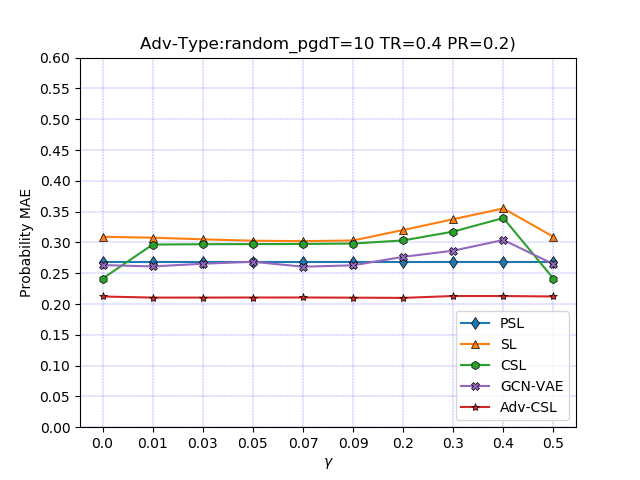 Adv-Type:random_pgdT=10 TR=0.4 PR=0.2)
0.60
0.55
0.50
0.45
0.40
0.35
0.30
0.25
0.20
0.15
0.10
0.05
0.00
Probability MAE
PSL
SL
CSL
GCN-VAE
Adv-CSL
0.0 0.01 0.03 0.05 0.07 0.09 0.2 0.3 0.4 0.5
γ